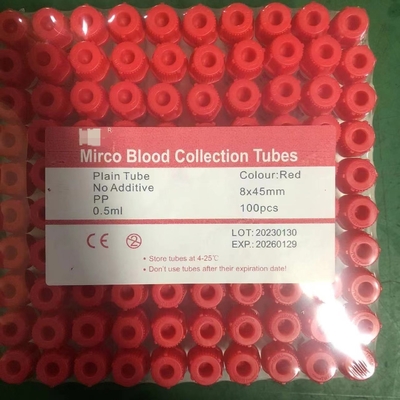 ®
Mirco Blood Collection Tubes
Plain Tube Colour:Red
No Additive 8x45mm
PP
0.5ml 100pcs
LOT: 20230130
EXP.: 20260129
CE
• Store tubes at 4-25℃
• Don't use tubes after their expiration date!